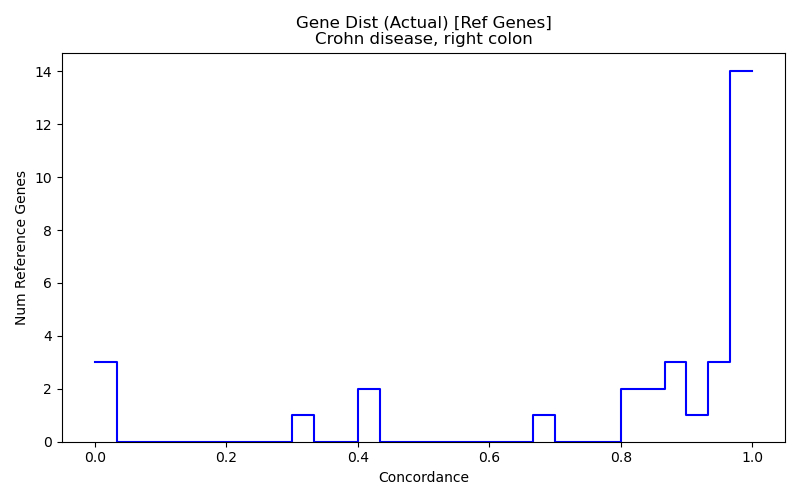 Gene Dist (Actual) [Ref Genes]
Crohn disease, right colon
Num Reference Genes
14
12
10
8
6
4
2
0
0.0 0.2 0.4 0.6 0.8 1.0
Concordance